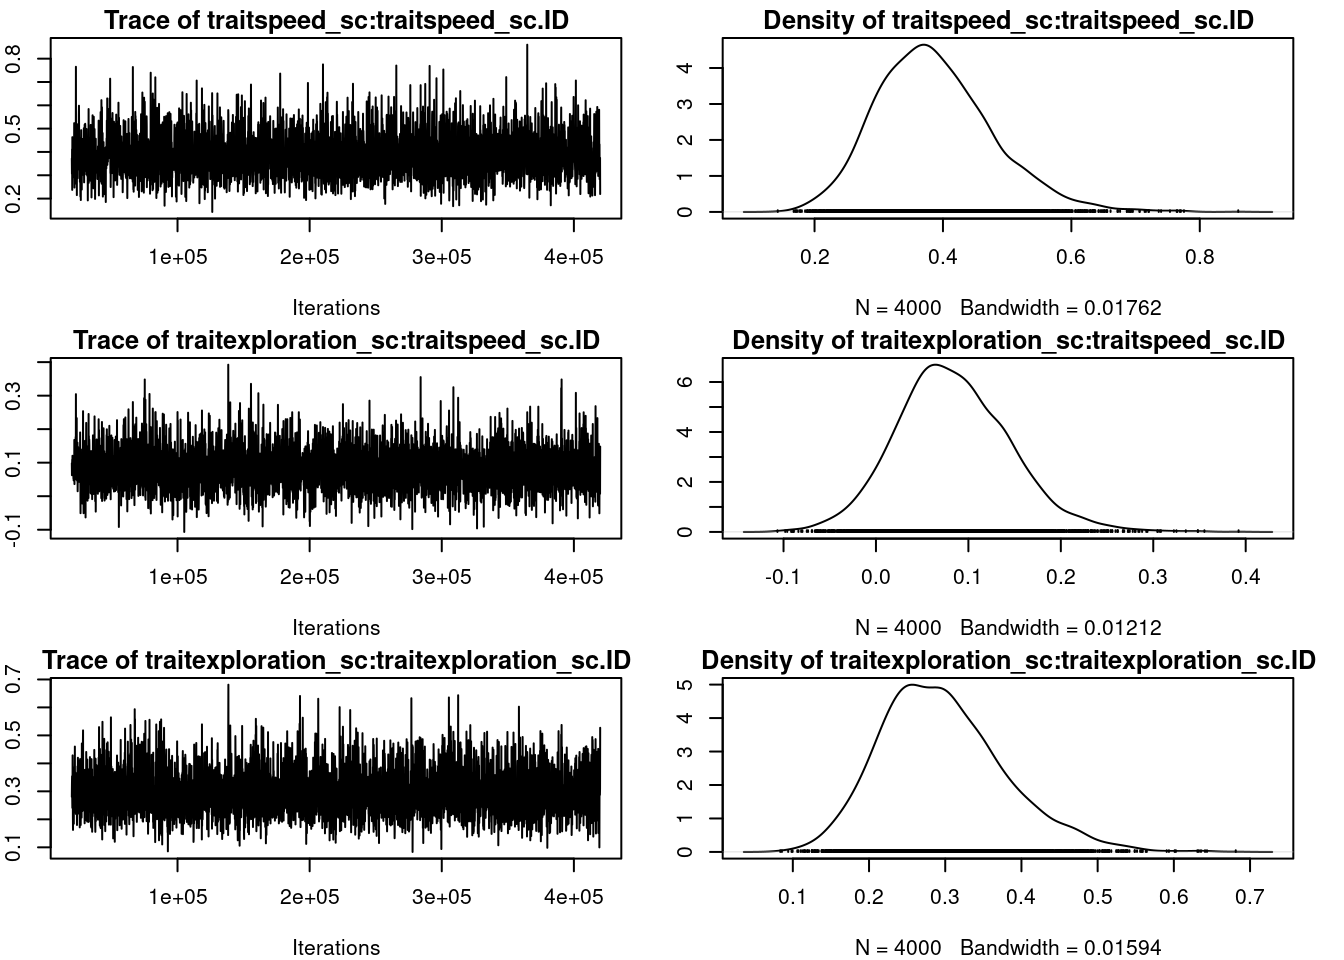 Trace of traitspeed_sc:traitspeed_sc.ID
0.2 0.5 0.8
1e+05 2e+05 3e+05 4e+05
Iterations
Density of traitspeed_sc:traitspeed_sc.ID
0 1 2 3 4
0.2 0.4 0.6 0.8
N = 4000 Bandwidth = 0.01762
Trace of traitexploration_sc:traitspeed_sc.ID
-0.1 0.1 0.3
1e+05 2e+05 3e+05 4e+05
Iterations
Density of traitexploration_sc:traitspeed_sc.ID
0 2 4 6
-0.1 0.0 0.1 0.2 0.3 0.4
N = 4000 Bandwidth = 0.01212
Trace of traitexploration_sc:traitexploration_sc.ID
0.1 0.3 0.5 0.7
1e+05 2e+05 3e+05 4e+05
Iterations
Density of traitexploration_sc:traitexploration_sc.ID
0 1 2 3 4 5
0.1 0.2 0.3 0.4 0.5 0.6 0.7
N = 4000 Bandwidth = 0.01594